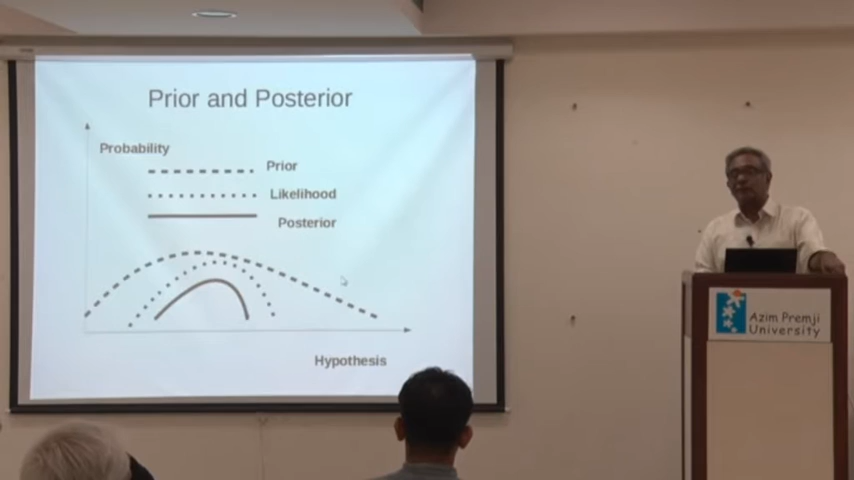 Prior and Posterior
Probability
Prior
Likelihood
Posterior
Hypothesis
Azim Premji
University